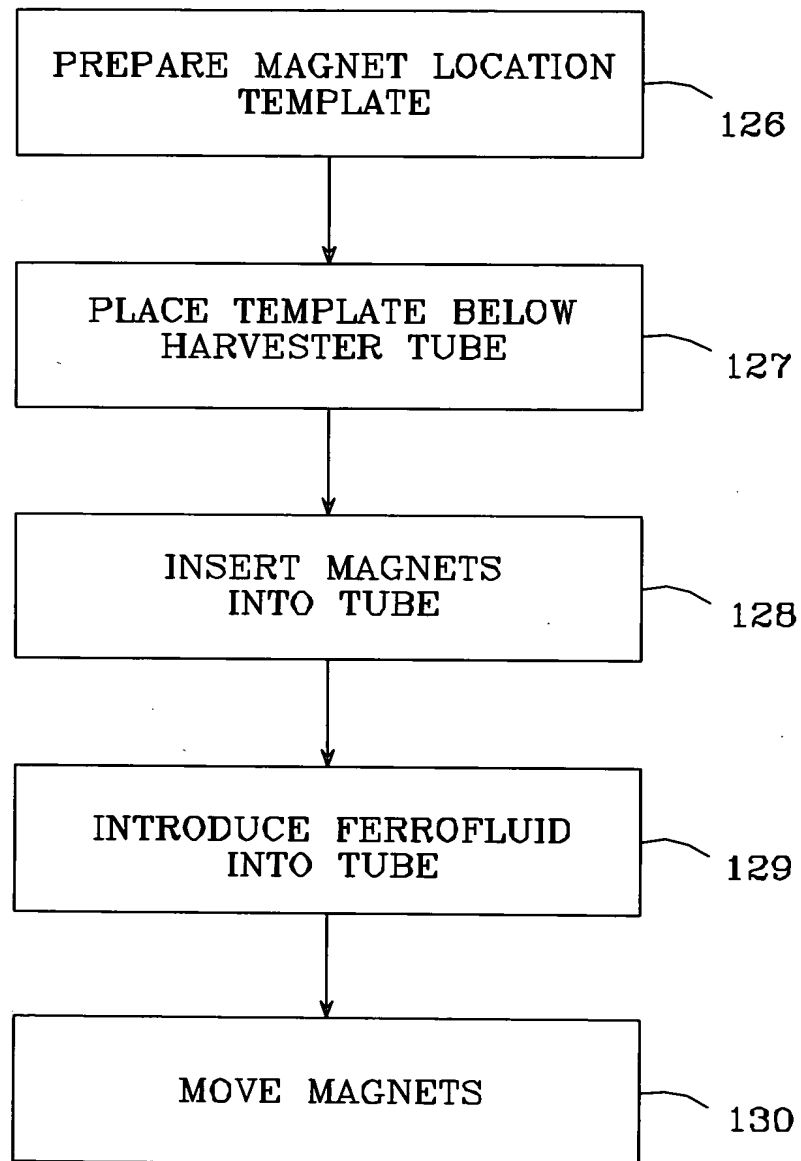 PREPARE MAGNET LOCATION
TEMPLATE
126
PLACE TEMPLATE BELOW
HARVESTER TUBE
127
INSERT MAGNETS
INTO TUBE
128
INTRODUCE FERROFLUID
INTO TUBE
129
MOVE MAGNETS
130